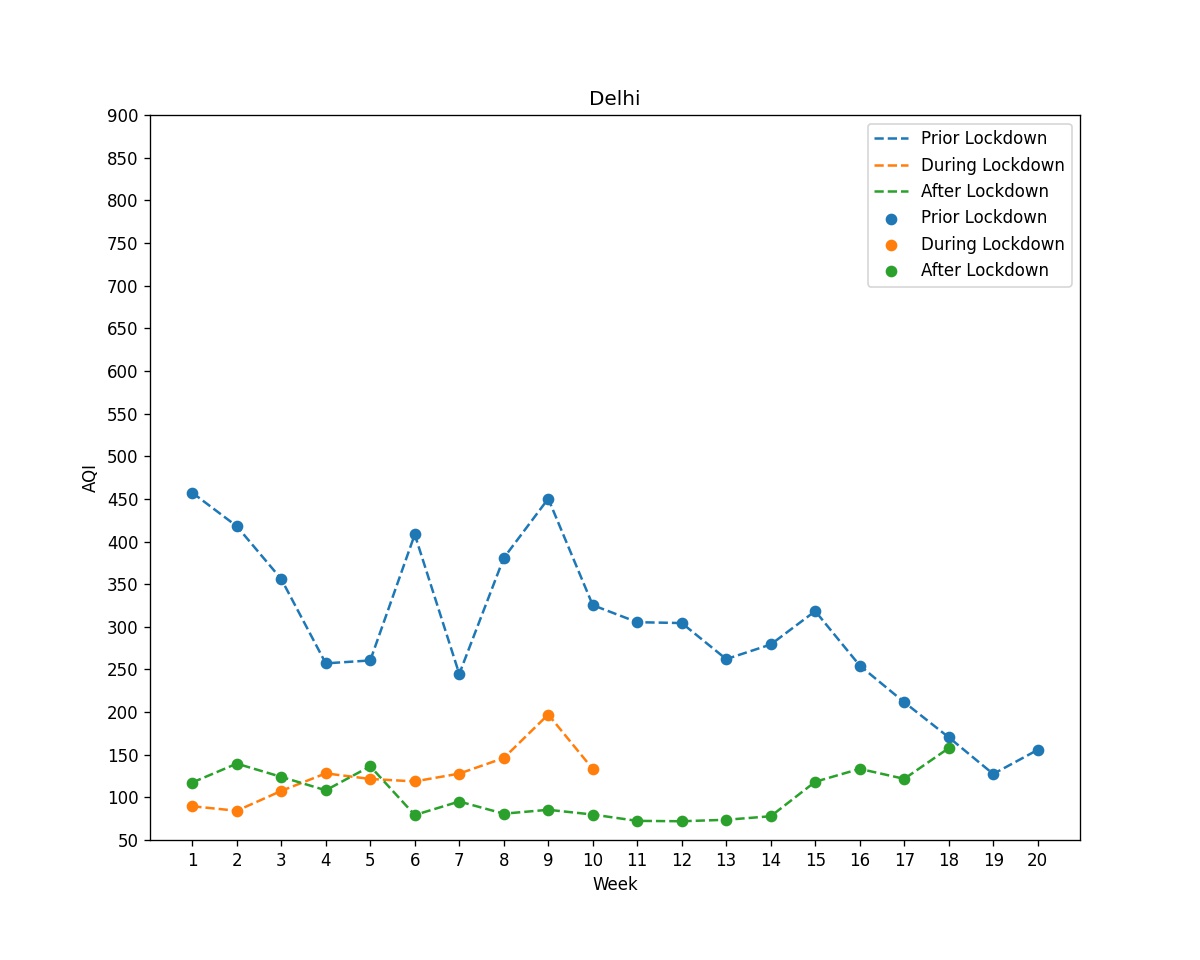 Delhi
900
850
800
750
700
650
600
550
500
450
400
350
300
250
200
150
100
50
AQI
Prior Lockdown
During Lockdown
After Lockdown
Prior Lockdown
During Lockdown
After Lockdown
1 2 3 4 5 6 7 8 9 10 11 12 13 14 15 16 17 18 19 20
Week